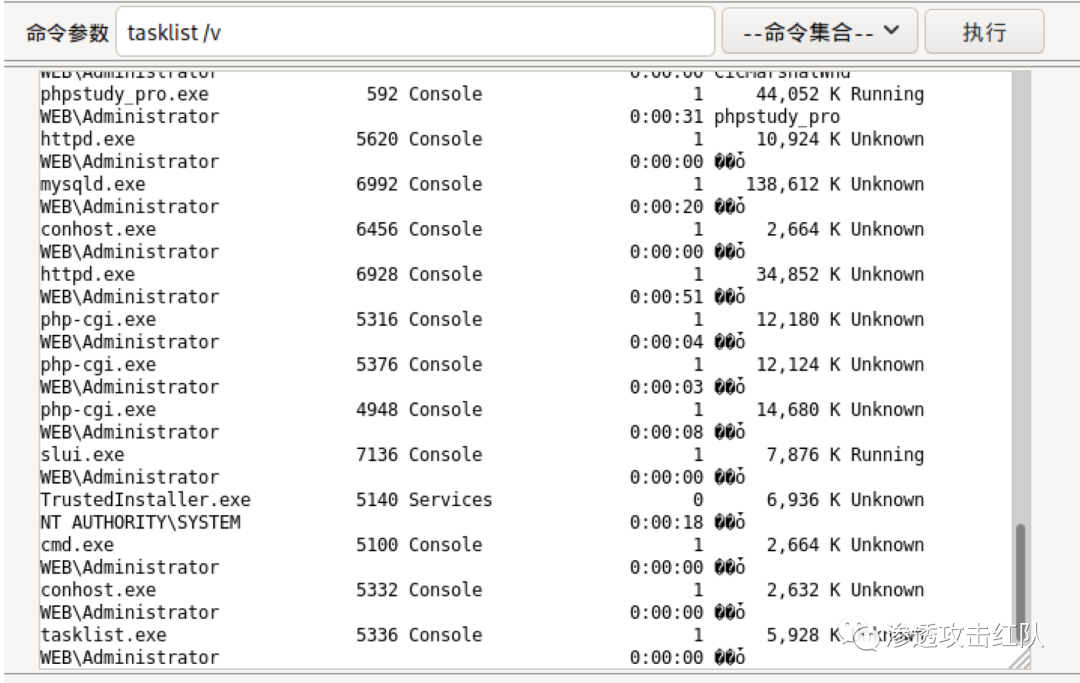 命令参数 tasklist /v --命令集合-- 执行
WEB\Administrator 0:00:00 CicMarshalWnd
phpstudy_pro.exe 592 Console 1 44,052 K Running
WEB\Administrator 0:00:31 phpstudy_pro
httpd.exe 5620 Console 1 10,924 K Unknown
WEB\Administrator 0:00:00 ��ǒ
mysqld.exe 6992 Console 1 138,612 K Unknown
WEB\Administrator 0:00:20 ��ǒ
conhost.exe 6456 Console 1 2,664 K Unknown
WEB\Administrator 0:00:00 ��ǒ
httpd.exe 6928 Console 1 34,852 K Unknown
WEB\Administrator 0:00:51 ��ǒ
php-cgi.exe 5316 Console 1 12,180 K Unknown
WEB\Administrator 0:00:04 ��ǒ
php-cgi.exe 5376 Console 1 12,124 K Unknown
WEB\Administrator 0:00:03 ��ǒ
php-cgi.exe 4948 Console 1 14,680 K Unknown
WEB\Administrator 0:00:08 ��ǒ
slui.exe 7136 Console 1 7,876 K Running
WEB\Administrator 0:00:00 ��ǒ
TrustedInstaller.exe 5140 Services 0 6,936 K Unknown
NT AUTHORITY\SYSTEM 0:00:18 ��ǒ
cmd.exe 5100 Console 1 2,664 K Unknown
WEB\Administrator 0:00:00 ��ǒ
conhost.exe 5332 Console 1 2,632 K Unknown
WEB\Administrator 0:00:00 ��ǒ
tasklist.exe 5336 Console 1 5,928 K Unknown
渗透攻击红队
WEB\Administrator 0:00:00 ��ǒ